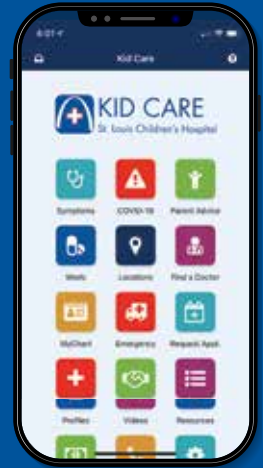 Kid Care
KID CARE
St. Louis Children's Hospital
Symptoms COVID-19 Parent Advice
Meds Locations Find a Doctor
MyChart Emergency Request Appt.
Profiles Videos Resources